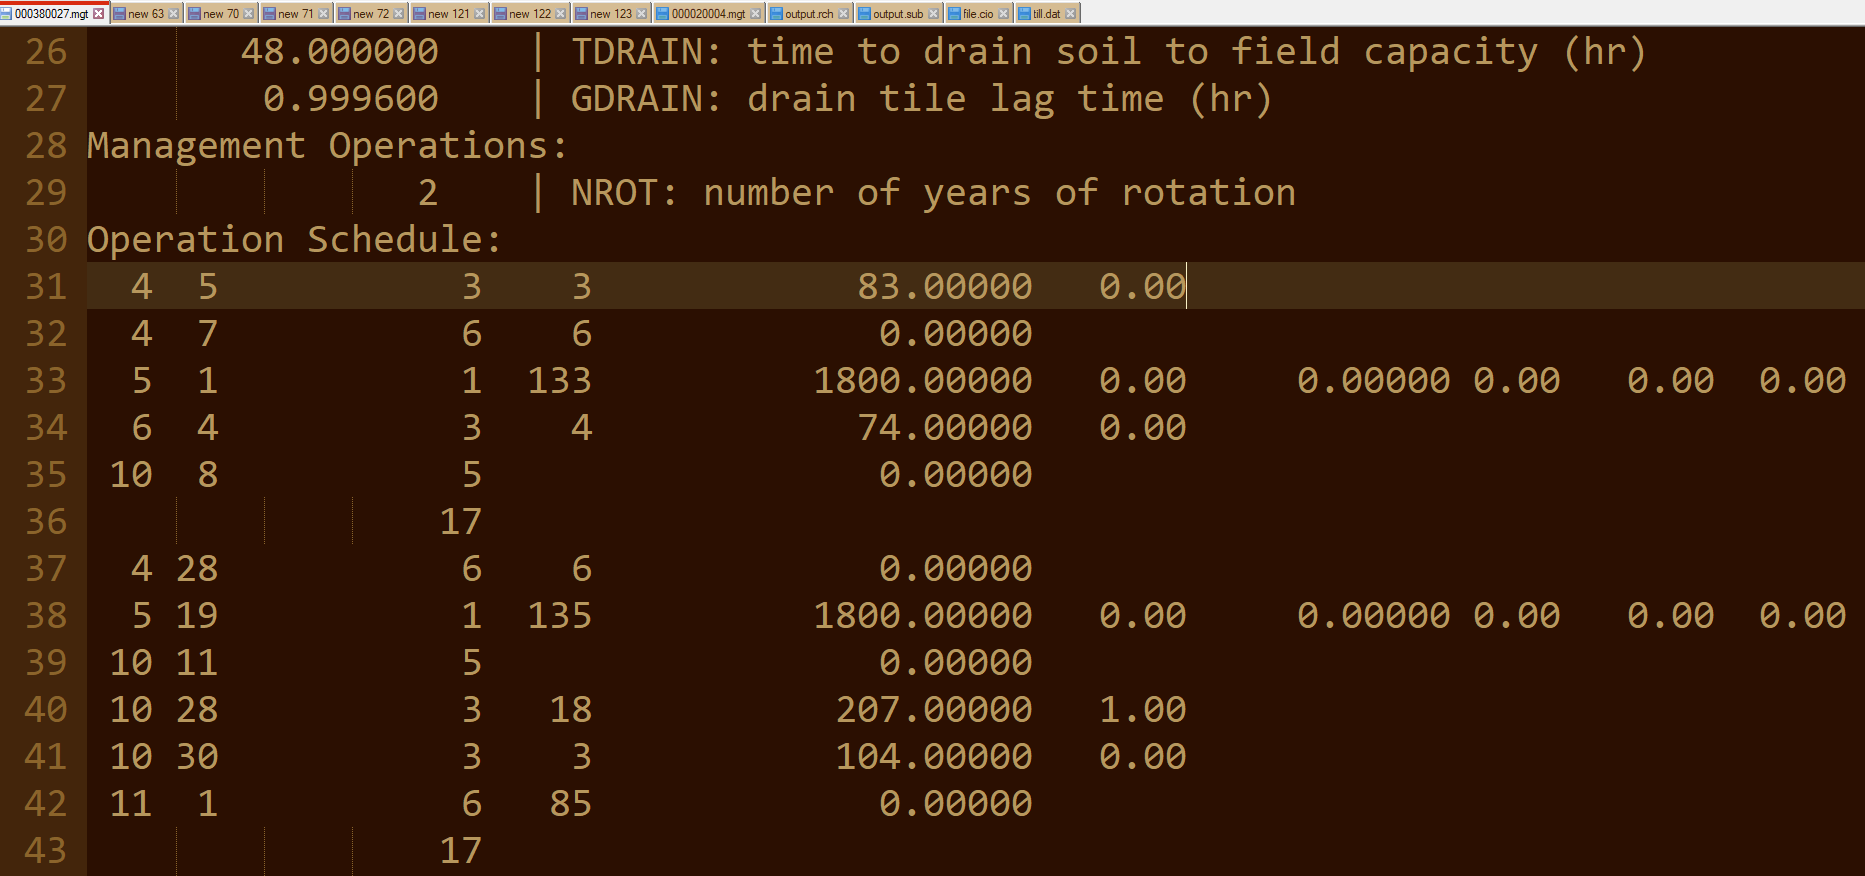 000380027.mgt new 63 new 70 new 71 new 72 new 121 new 122 new 123 000020004.mgt output.rch output.sub file.cio till.dat
26 48.000000 | TDRAIN: time to drain soil to field capacity (hr)
27 0.999600 | GDRAIN: drain tile lag time (hr)
28 Management Operations:
29 2 | NROT: number of years of rotation
30 Operation Schedule:
31 4 5 3 3 83.00000 0.00
32 4 7 6 6 0.00000
33 5 1 1 133 1800.00000 0.00 0.00000 0.00 0.00 0.00
34 6 4 3 4 74.00000 0.00
35 10 8 5 0.00000
36 17
37 4 28 6 6 0.00000
38 5 19 1 135 1800.00000 0.00 0.00000 0.00 0.00 0.00
39 10 11 5 0.00000
40 10 28 3 18 207.00000 1.00
41 10 30 3 3 104.00000 0.00
42 11 1 6 85 0.00000
43 17